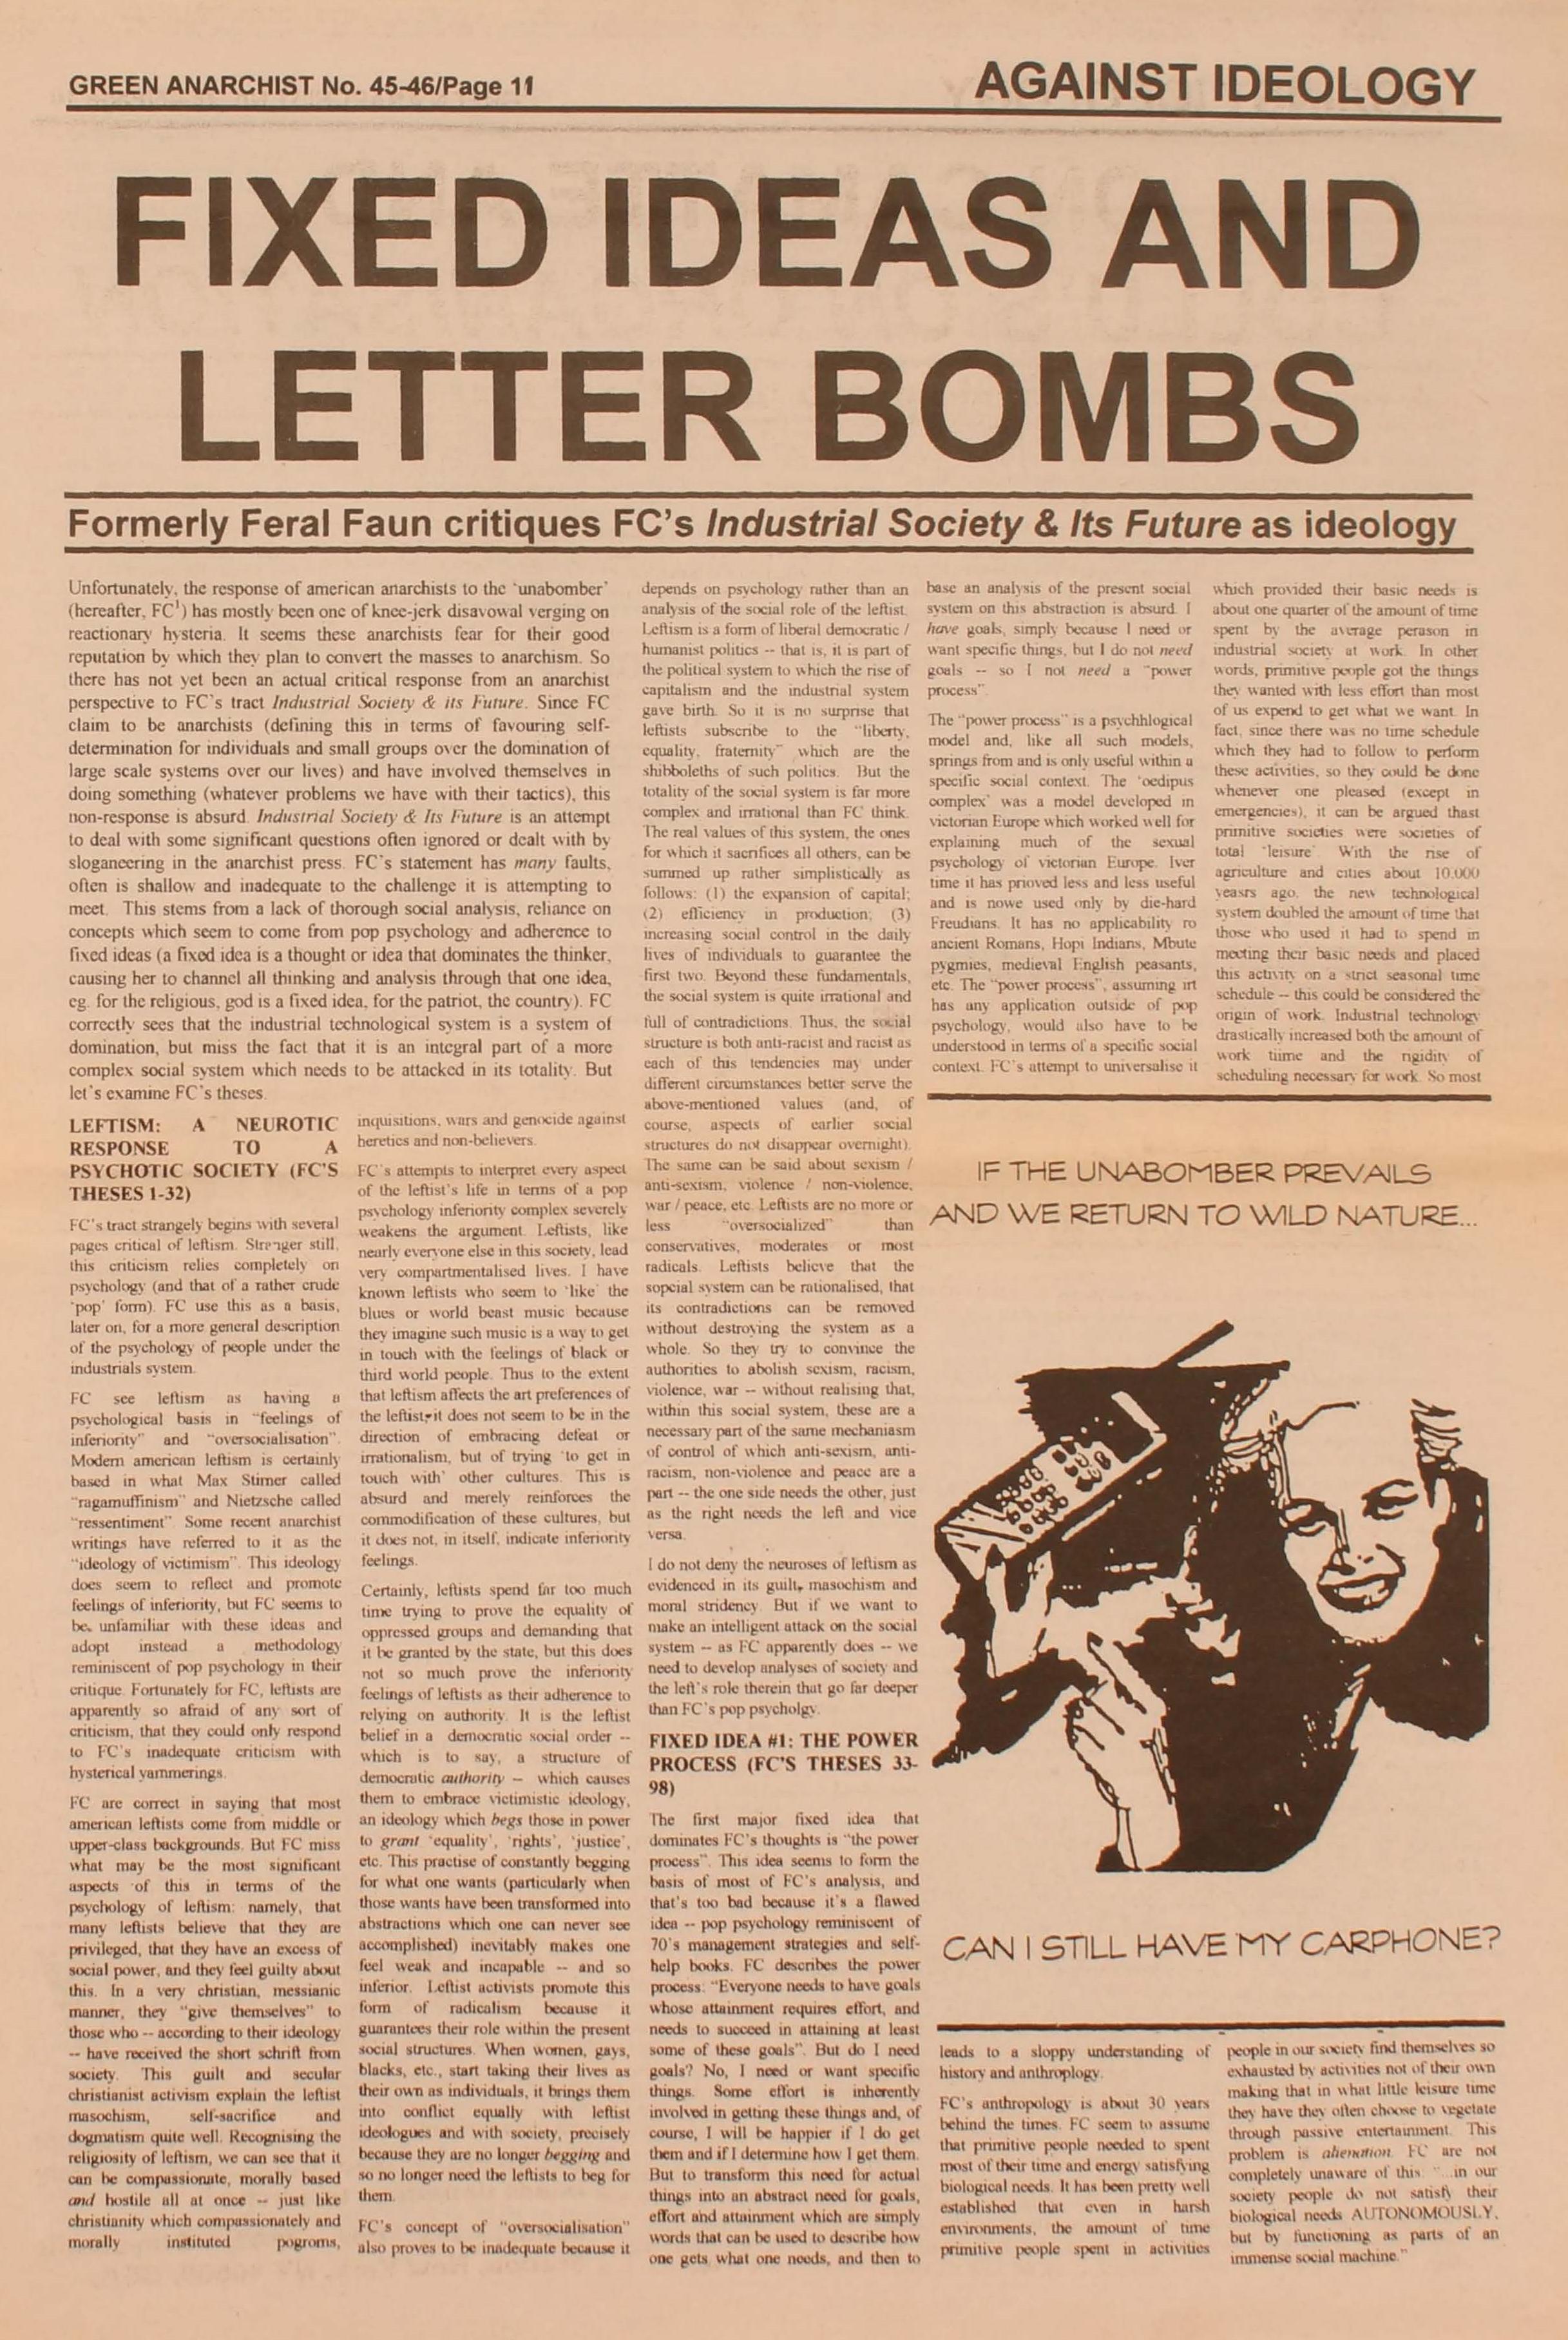 GREEN ANARCHIST No. 45-46/Page 11
AGAINST IDEOLOGY
FIXED IDEAS AND
LETTER BOMBS
Formerly Feral Faun critiques FC's Industrial Society & Its Future as ideology
Unfortunately, the response of american anarchists to the 'unabomber'
(hereafter, FC¹) has mostly been one of knee-jerk disavowal verging on
reactionary hysteria. It seems these anarchists fear for their good
reputation by which they plan to convert the masses to anarchism. So
there has not yet been an actual critical response from an anarchist
perspective to FC's tract Industrial Society & its Future. Since FC
claim to be anarchists (defining this in terms of favouring self-
determination for individuals and small groups over the domination of
large scale systems over our lives) and have involved themselves in
doing something (whatever problems we have with their tactics), this
non-response is absurd. Industrial Society & Its Future is an attempt
to deal with some significant questions often ignored or dealt with by
sloganeering in the anarchist press. FC's statement has many faults,
often is shallow and inadequate to the challenge it is attempting to
meet. This stems from a lack of thorough social analysis, reliance on
concepts which seem to come from pop psychology and adherence to
fixed ideas (a fixed idea is a thought or idea that dominates the thinker,
causing her to channel all thinking and analysis through that one idea,
eg. for the religious, god is a fixed idea, for the patriot, the country). FC
correctly sees that the industrial technological system is a system of
domination, but miss the fact that it is an integral part of a more
complex social system which needs to be attacked in its totality. But
let's examine FC's theses.
LEFTISM: A NEUROTIC
RESPONSE TO A
PSYCHOTIC SOCIETY (FC'S
THESES 1-32)
FC's tract strangely begins with several
pages critical of leftism. Stranger still,
this criticism relies completely on
psychology (and that of a rather crude
'pop' form). FC use this as a basis,
later on, for a more general description
of the psychology of people under the
industrials system.
FC see leftism as having a
psychological basis in "feelings of
inferiority" and "oversocialisation".
Modern american leftism is certainly
based in what Max Stirner called
"ragamuffinism" and Nietzsche called
"ressentiment". Some recent anarchist
writings have referred to it as the
"ideology of victimism". This ideology
does seem to reflect and promote
feelings of inferiority, but FC seems to
be unfamiliar with these ideas and
adopt instead a methodology
reminiscent of pop psychology in their
critique. Fortunately for FC, leftists are
apparently so afraid of any sort of
criticism, that they could only respond
to FC's inadequate criticism with
hysterical yammerings.
FC are correct in saying that most
american leftists come from middle or
upper-class backgrounds. But FC miss
what may be the most significant
aspects of this in terms of the
psychology of leftism: namely, that
many leftists believe that they are
privileged, that they have an excess of
social power, and they feel guilty about
this. In a very christian, messianic
manner, they "give themselves" to
those who -- according to their ideology
-- have received the short schrift from
society. This guilt and secular
christianist activism explain the leftist
masochism, self-sacrifice and
dogmatism quite well. Recognising the
religiosity of leftism, we can see that it
can be compassionate, morally based
and hostile all at once -- just like
christianity which compassionately and
morally instituted pogroms,
inquisitions, wars and genocide against
heretics and non-believers.
FC's attempts to interpret every aspect
of the leftist's life in terms of a pop
psychology inferiority complex severely
weakens the argument. Leftists, like
nearly everyone else in this society, lead
very compartmentalised lives. I have
known leftists who seem to 'like' the
blues or world beast music because
they imagine such music is a way to get
in touch with the feelings of black or
third world people. Thus to the extent
that leftism affects the art preferences of
the leftist, it does not seem to be in the
direction of embracing defeat or
irrationalism, but of trying 'to get in
touch with' other cultures. This is
absurd and merely reinforces the
commodification of these cultures, but
it does not, in itself, indicate inferiority
feelings.
Certainly, leftists spend far too much
time trying to prove the equality of
oppressed groups and demanding that
it be granted by the state, but this does
not so much prove the inferiority
feelings of leftists as their adherence to
relying on authority. It is the leftist
belief in a democratic social order --
which is to say, a structure of
democratic authority -- which causes
them to embrace victimistic ideology,
an ideology which begs those in power
to grant 'equality', 'rights', 'justice',
etc. This practise of constantly begging
for what one wants (particularly when
those wants have been transformed into
abstractions which one can never see
accomplished) inevitably makes one
feel weak and incapable -- and so
inferior. Leftist activists promote this
form of radicalism because it
guarantees their role within the present
social structures. When women, gays,
blacks, etc., start taking their lives as
their own as individuals, it brings them
into conflict equally with leftist
ideologues and with society, precisely
because they are no longer begging and
so no longer need the leftists to beg for
them.
FC's concept of "oversocialisation"
also proves to be inadequate because it
depends on psychology rather than an
analysis of the social role of the leftist.
Leftism is a form of liberal democratic /
humanist politics -- that is, it is part of
the political system to which the rise of
capitalism and the industrial system
gave birth. So it is no surprise that
leftists subscribe to the "liberty,
equality, fraternity" which are the
shibboleths of such politics. But the
totality of the social system is far more
complex and irrational than FC think.
The real values of this system, the ones
for which it sacrifices all others, can be
summed up rather simplistically as
follows: (1) the expansion of capital;
(2) efficiency in production; (3)
increasing social control in the daily
lives of individuals to guarantee the
first two. Beyond these fundamentals,
the social system is quite irrational and
full of contradictions. Thus, the social
structure is both anti-racist and racist as
each of this tendencies may under
different circumstances better serve the
above-mentioned values (and, of
course, aspects of earlier social
structures do not disappear overnight).
The same can be said about sexism /
anti-sexism, violence / non-violence,
war / peace, etc. Leftists are no more or
less "oversocialized" than
conservatives, moderates or most
radicals. Leftists believe that the
sopcial system can be rationalised, that
its contradictions can be removed
without destroying the system as a
whole. So they try to convince the
authorities to abolish sexism, racism,
violence, war -- without realising that,
within this social system, these are a
necessary part of the same mechaniasm
of control of which anti-sexism, anti-
racism, non-violence and peace are a
part -- the one side needs the other, just
as the right needs the left and vice
versa.
I do not deny the neuroses of leftism as
evidenced in its guilt, masochism and
moral stridency. But if we want to
make an intelligent attack on the social
system -- as FC apparently does -- we
need to develop analyses of society and
the left's role therein that go far deeper
than FC's pop psycholgy.
FIXED IDEA #1: THE POWER
PROCESS (FC'S THESES 33-
98)
The first major fixed idea that
dominates FC's thoughts is "the power
process". This idea seems to form the
basis of most of FC's analysis, and
that's too bad because it's a flawed
idea -- pop psychology reminiscent of
70's management strategies and self-
help books. FC describes the power
process: "Everyone needs to have goals
whose attainment requires effort, and
needs to succeed in attaining at least
some of these goals". But do I need
goals? No, I need or want specific
things. Some effort is inherently
involved in getting these things and, of
course, I will be happier if I do get
them and if I determine how I get them.
But to transform this need for actual
things into an abstract need for goals,
effort and attainment which are simply
words that can be used to describe how
one gets what one needs, and then to
base an analysis of the present social
system on this abstraction is absurd. I
have goals, simply because I need or
want specific things, but I do not need
goals -- so I not need a "power
process".
The "power process" is a psychhlogical
model and, like all such models,
springs from and is only useful within a
specific social context. The 'oedipus
complex' was a model developed in
victorian Europe which worked well for
explaining much of the sexual
psychology of victorian Europe. Iver
time it has prioved less and less useful
and is nowe used only by die-hard
Freudians. It has no applicability ro
ancient Romans, Hopi Indians, Mbute
pygmies, medieval English peasants,
etc. The "power process", assuming irt
has any application outside of pop
psychology, would also have to be
understood in terms of a specific social
context. FC's attempt to universalise it
IF THE UNABOMBER PREVAILS
AND WE RETURN TO WILD NATURE...
CAN I STILL HAVE MY CARPHONE?
leads to a sloppy understanding of
history and anthroplogy.
FC's anthropology is about 30 years
behind the times. FC seem to assume
that primitive people needed to spent
most of their time and energy satisfying
biological needs. It has been pretty well
established that even in harsh
environments, the amount of time
primitive people spent in activities
which provided their basic needs is
about one quarter of the amount of time
spent by the average perason in
industrial society at work. In other
words, primitive people got the things
they wanted with less effort than most
of us expend to get what we want. In
fact, since there was no time schedule
which they had to follow to perform
these activities, so they could be done
whenever one pleased (except in
emergencies), it can be argued thast
primitive societies were societies of
total 'leisure'. With the rise of
agriculture and cities about 10.000
yeasrs ago, the new technological
system doubled the amount of time that
those who used it had to spend in
meeting their basic needs and placed
this activity on a strict seasonal time
schedule -- this could be considered the
origin of work. Industrial technology
drastically increased both the amount of
work tiime and the rigidity of
scheduling necessary for work. So most
people in our society find themselves so
exhausted by activities not of their own
making that in what little leisure time
they have they often choose to vegetate
through passive entertainment. This
problem is alienation. FC are not
completely unaware of this: "...in our
society people do not satisfy their
biological needs AUTONOMOUSLY,
but by functioning as parts of an
immense social machine."